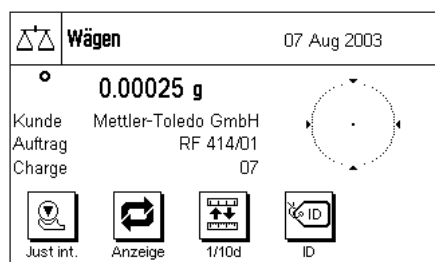 Wägen 07 Aug 2003
0.00025 g
Kunde Mettler-Toledo GmbH
Auftrag RF 414/01
Charge 07
ID
Just int. Anzeige 1/10d ID